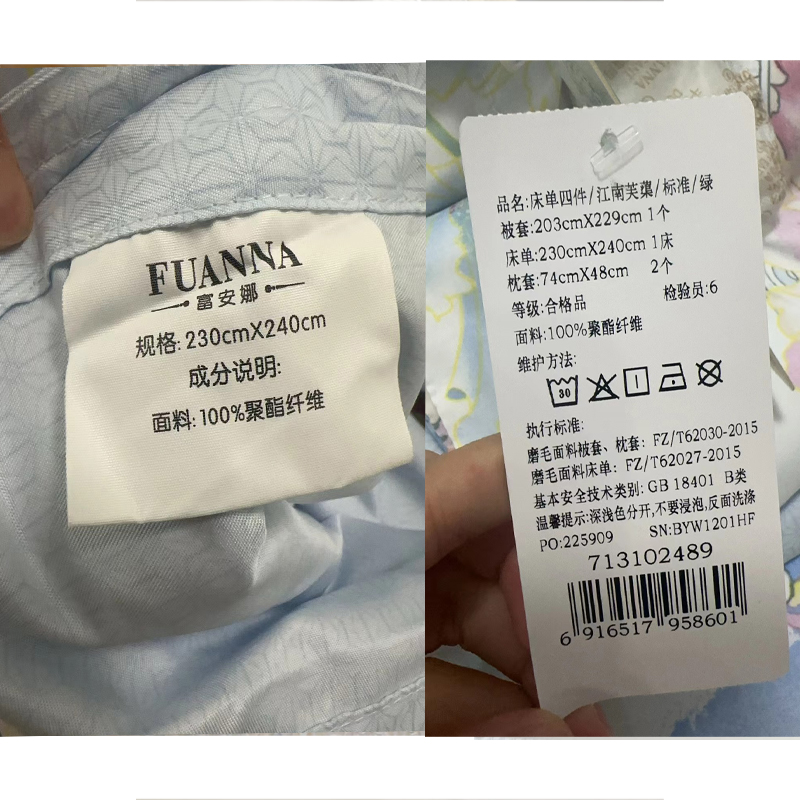 FUANNA
富安娜
规格:230cmX240cm
成分说明:
面料:100%聚酯纤维
品名:床单四件/江南芙蕖/标准/绿
被套:203cmX229cm 1个
床单:230cmX240cm 1床
枕套:74cmX48cm 2个
等级:合格品 检验员:6
面料:100%聚酯纤维
维护方法:
30
执行标准:
磨毛面料被套、枕套: FZ/T62030-2015
磨毛面料床单: FZ/T62027-2015
基本安全技术类别: GB 18401 B类
温馨提示:深浅色分开,不要浸泡,反面洗涤
PO:225909 SN:BYW1201HF
713102489
6 916517 958601